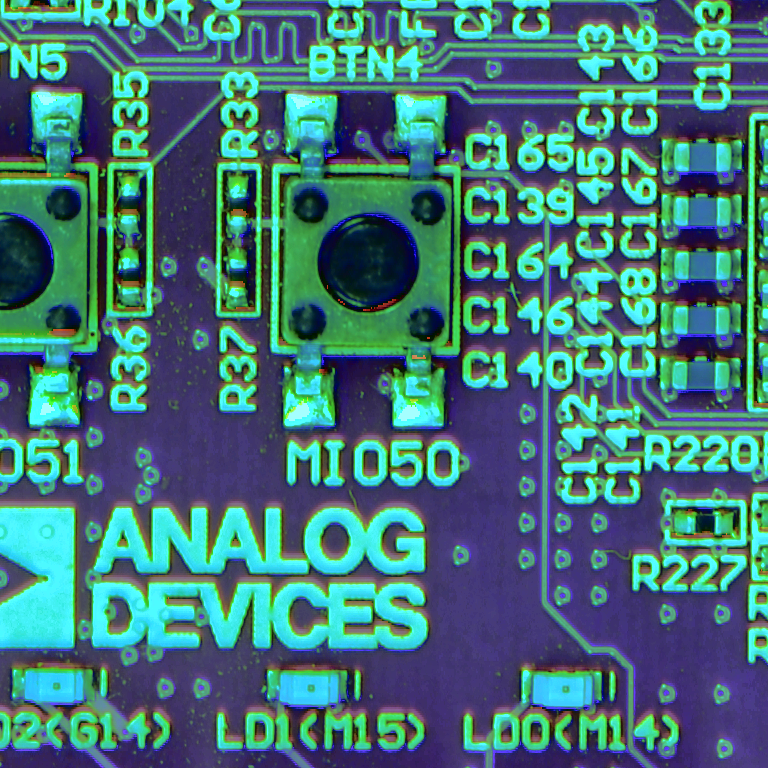 BTN4
R35
R33
C143
C166
C133
C165
C139
C164
C146
C140
C145
C167
C144
C168
C142
C141
R36
R37
MIO50
R220
ANALOG
DEVICES
R227
LD1(M15)
LD0(M14)